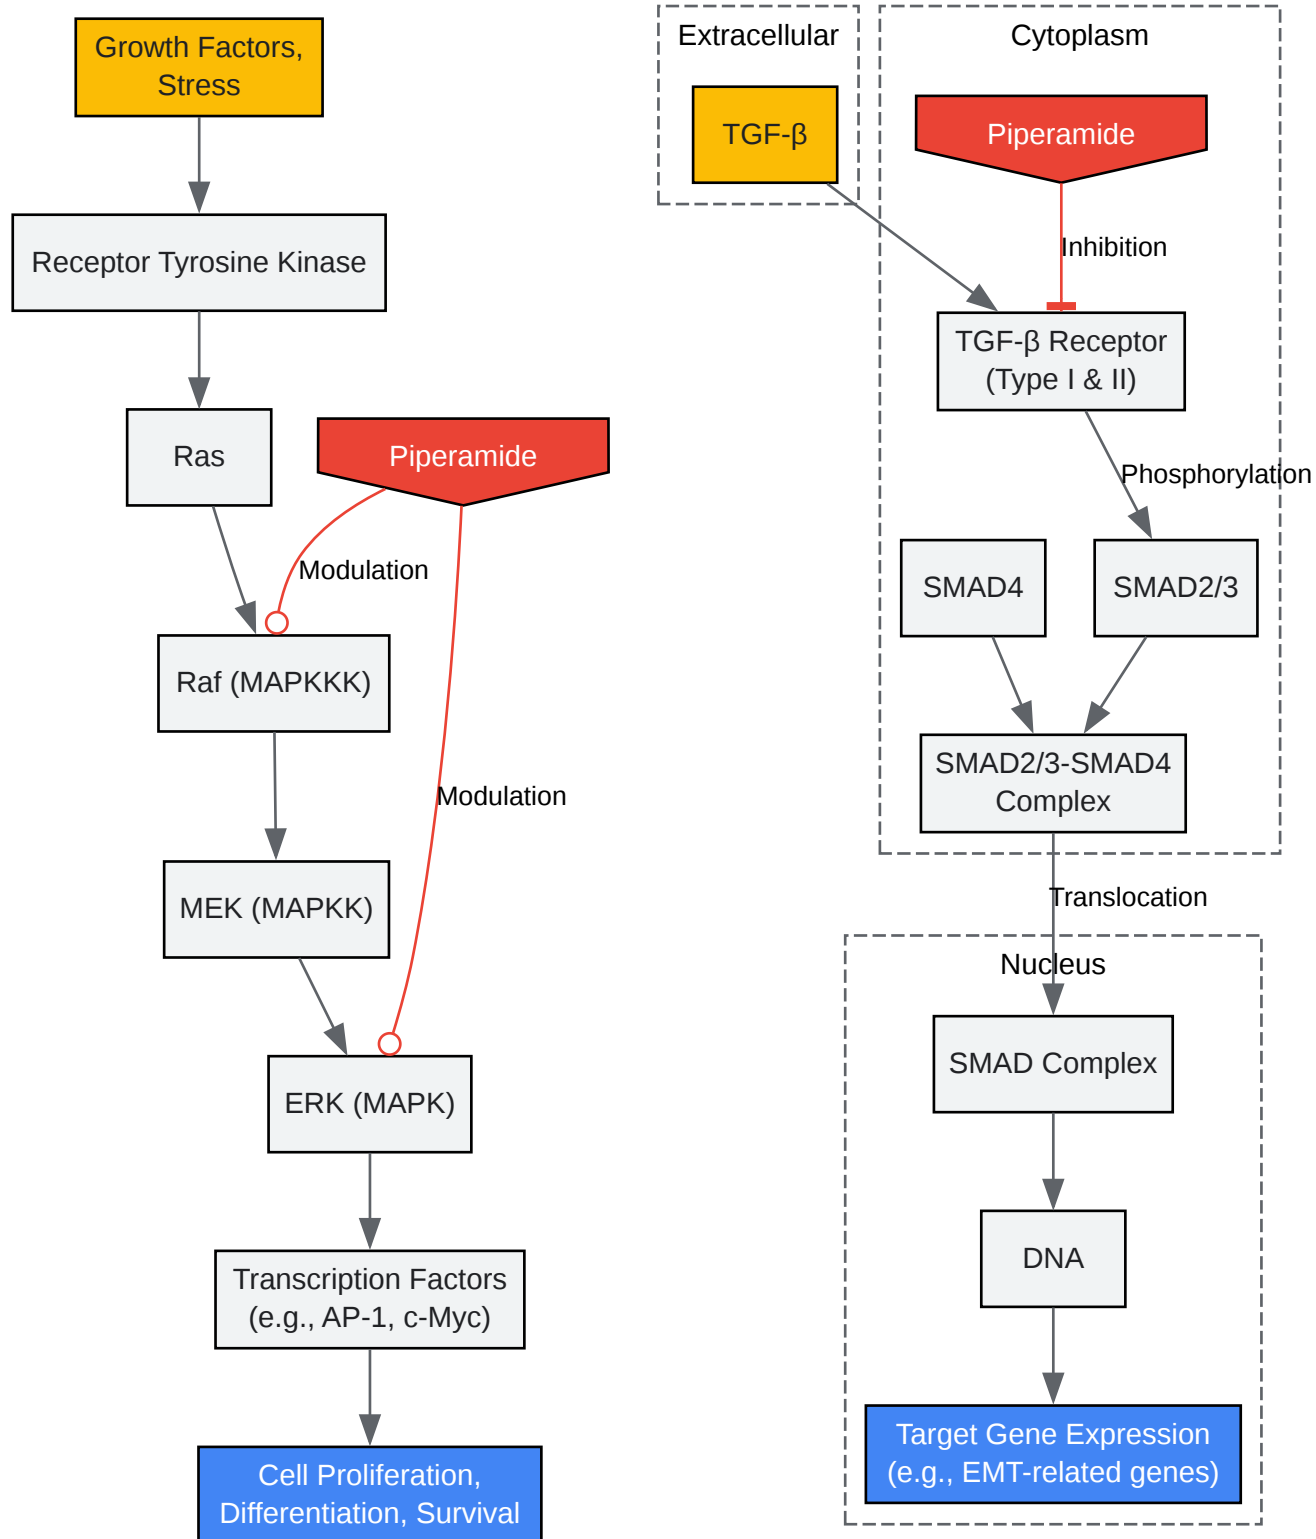 Growth Factors,
Stress
Receptor Tyrosine Kinase
Ras
Piperamide
Modulation
Raf (MAPKKK)
Modulation
MEK (MAPKK)
ERK (MAPK)
Transcription Factors
(e.g., AP-1, c-Myc)
Cell Proliferation,
Differentiation, Survival
Extracellular
TGF-β
Cytoplasm
Piperamide
Inhibition
TGF-β Receptor
(Type I & II)
Phosphorylation
SMAD4
SMAD2/3
SMAD2/3-SMAD4
Complex
Translocation
Nucleus
SMAD Complex
DNA
Target Gene Expression
(e.g., EMT-related genes)